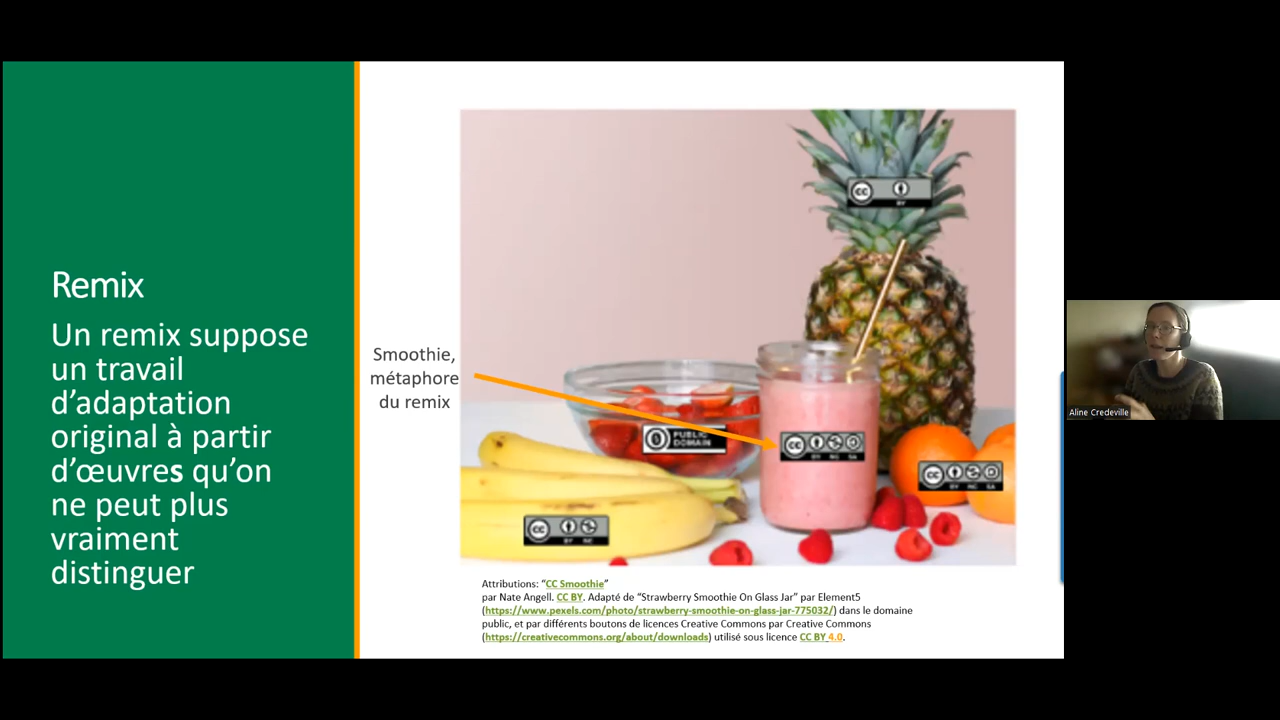 Remix
Un remix suppose
un travail
d'adaptation
original à partir
d'œuvres qu'on
ne peut plus
vraiment
distinguer
Smoothie,
métaphore
du remix
CC BY
PUBLIC
DOMAIN
CC BY NC SA
CC BY NC SA
CC BY NC
Attributions: “CC Smoothie”
par Nate Angell. CC BY. Adapté de “Strawberry Smoothie On Glass Jar” par Element5
(https://www.pexels.com/photo/strawberry-smoothie-on-glass-jar-775032/) dans le domaine
public, et par différents boutons de licences Creative Commons par Creative Commons
(https://creativecommons.org/about/downloads) utilisé sous licence CC BY 4.0.
Aline Credeville